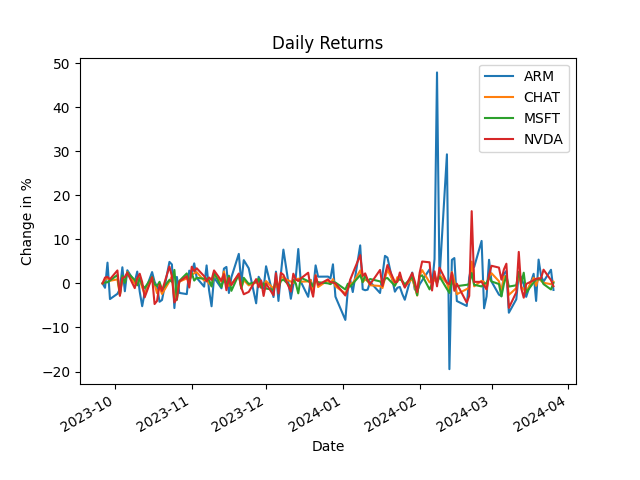 Daily Returns
Change in %
50
40
30
20
10
0
−10
−20
ARM
CHAT
MSFT
NVDA
2023-10
2023-11
2023-12
2024-01
2024-02
2024-03
2024-04
Date